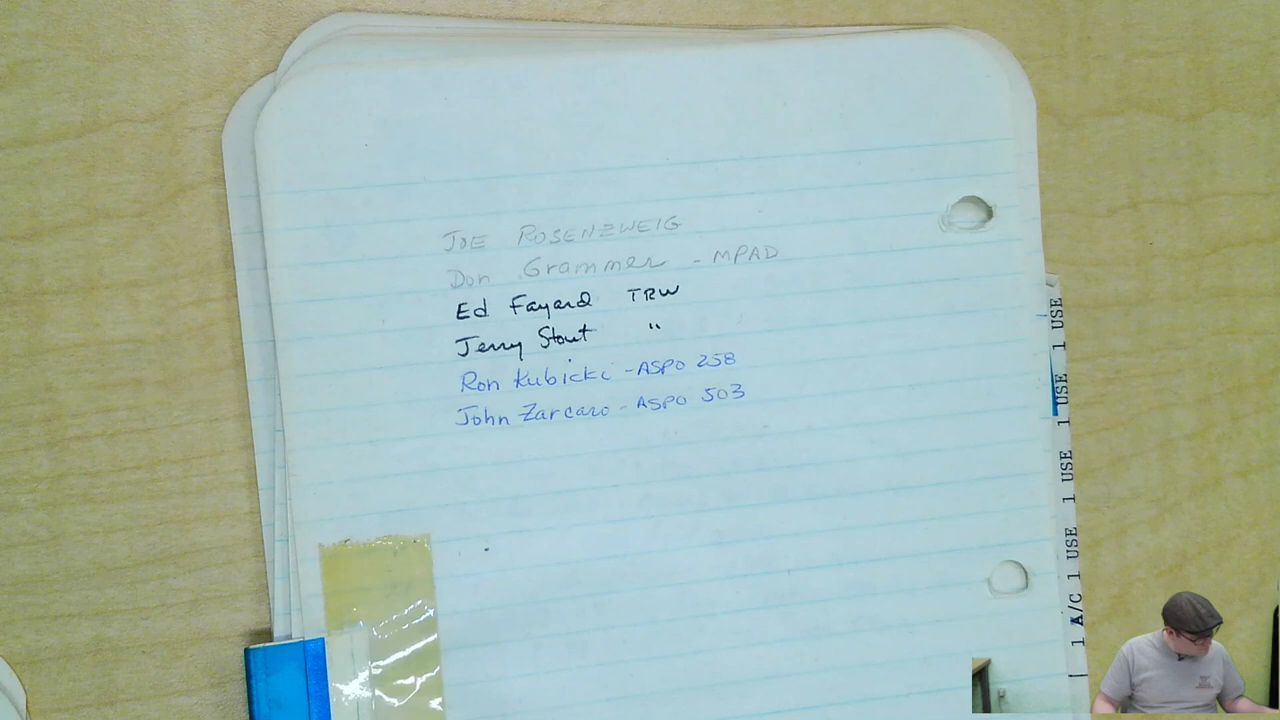 JOE ROSENZWEIG
Don Grammer - MPAD
Ed Fayard TRW
Jerry Stout "
Ron Kubicki - ASPO 258
John Zarcaro - ASPO 503
1 A/C 1 USE 1 USE 1 USE 1 USE